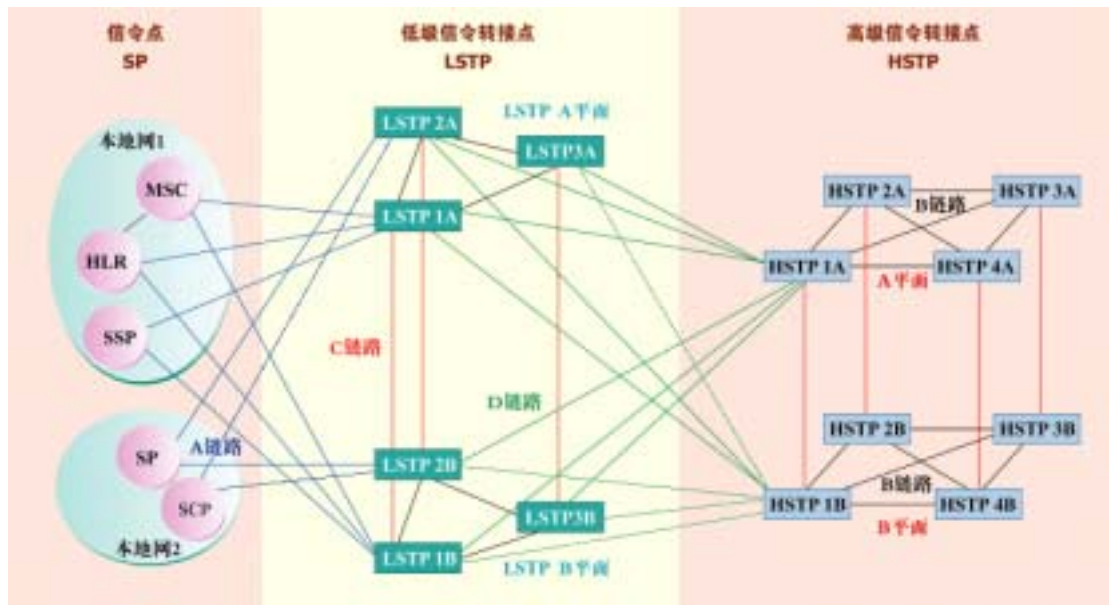 信令点
SP
低级信令转接点
LSTP
高级信令转接点
HSTP
本地网1
MSC
HLR
SSP
本地网2
SP
SCP
A链路
LSTP 2A
LSTP A平面
LSTP3A
LSTP 1A
C链路
D链路
LSTP 2B
LSTP3B
LSTP 1B
LSTP B平面
HSTP 2A
HSTP 3A
B链路
HSTP 1A
HSTP 4A
A平面
HSTP 2B
HSTP 3B
B链路
HSTP 1B
HSTP 4B
B平面